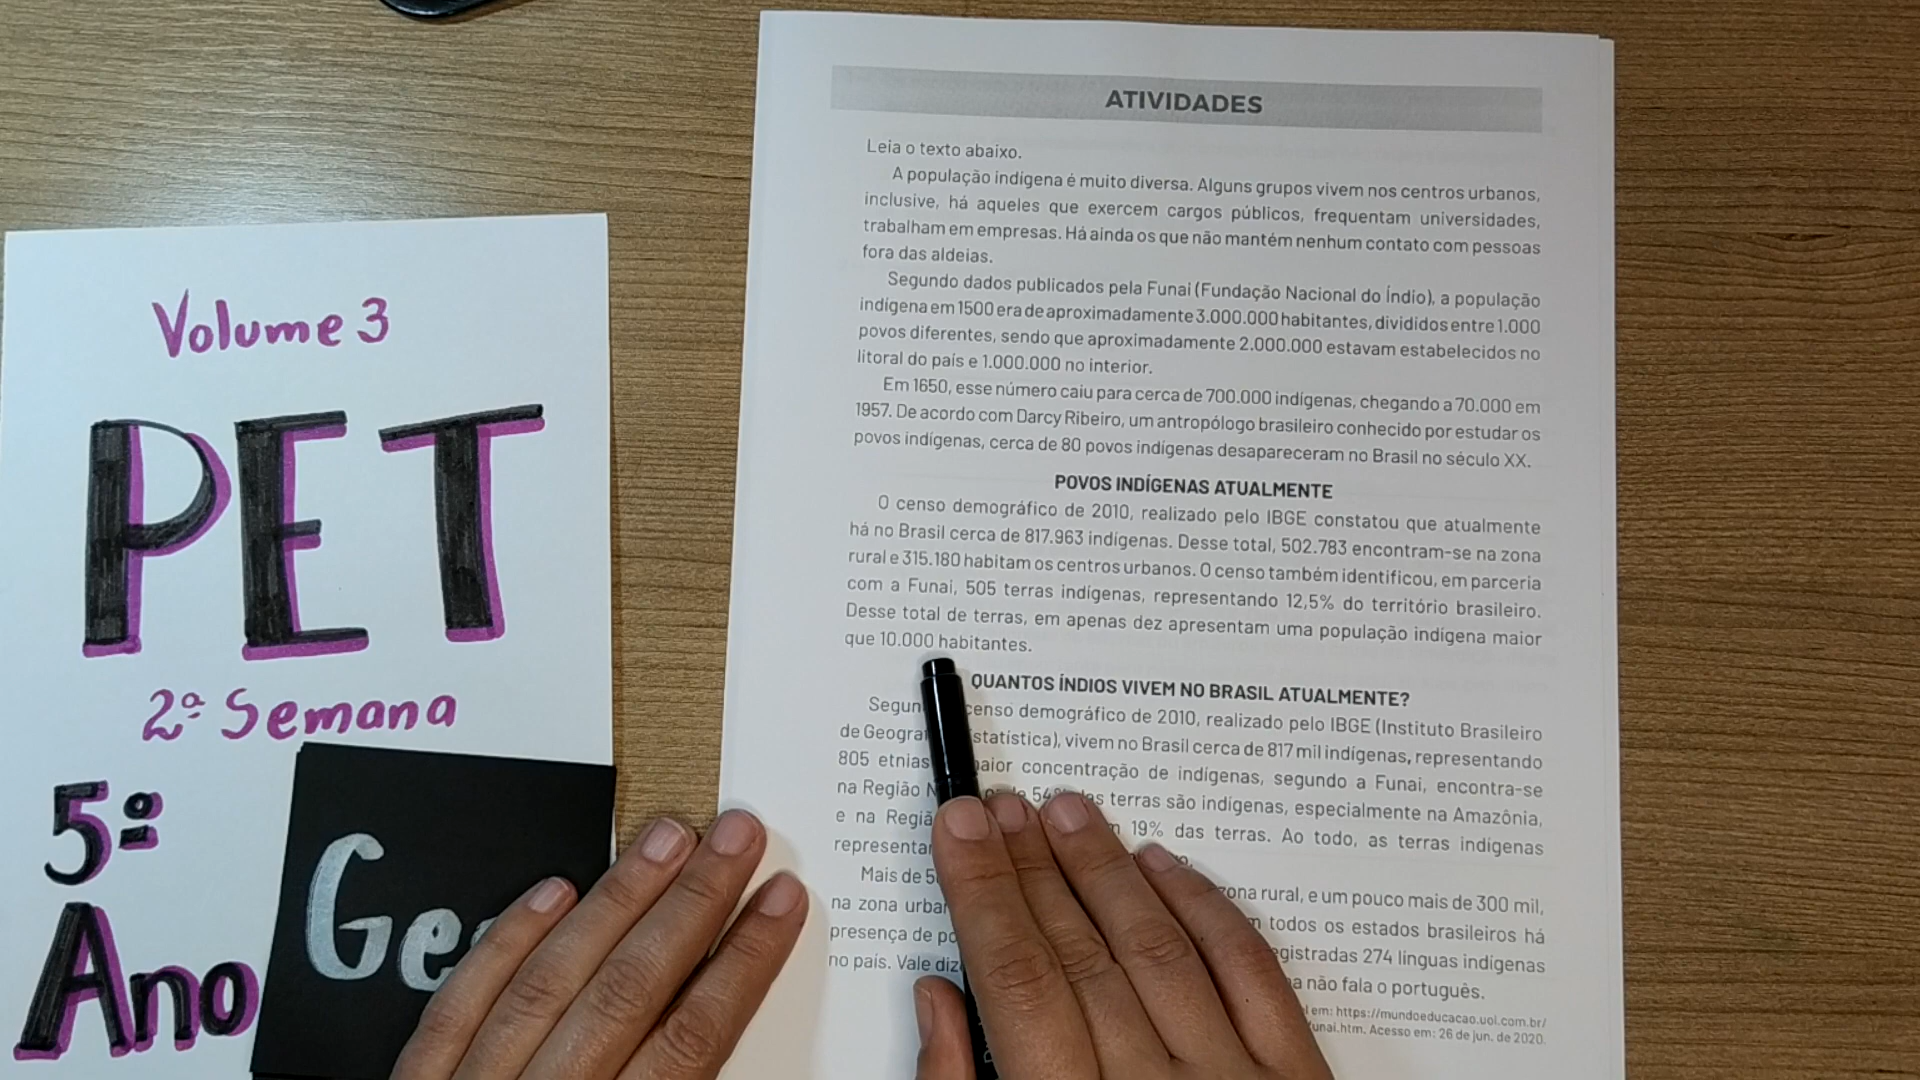 Volume 3
PET
2ª Semana
5º
Ano
ATIVIDADES
Leia o texto abaixo.
A população indígena é muito diversa. Alguns grupos vivem nos centros urbanos,
inclusive, há aqueles que exercem cargos públicos, frequentam universidades,
trabalham em empresas. Há ainda os que não mantém nenhum contato com pessoas
fora das aldeias.
Segundo dados publicados pela Funai (Fundação Nacional do Índio), a população
indígena em 1500 era de aproximadamente 3.000.000 habitantes, divididos entre 1.000
povos diferentes, sendo que aproximadamente 2.000.000 estavam estabelecidos no
litoral do país e 1.000.000 no interior.
Em 1650, esse número caiu para cerca de 700.000 indígenas, chegando a 70.000 em
1957. De acordo com Darcy Ribeiro, um antropólogo brasileiro conhecido por estudar os
povos indígenas, cerca de 80 povos indígenas desapareceram no Brasil no século XX.
POVOS INDÍGENAS ATUALMENTE
O censo demográfico de 2010, realizado pelo IBGE constatou que atualmente
há no Brasil cerca de 817.963 indígenas. Desse total, 502.783 encontram-se na zona
rural e 315.180 habitam os centros urbanos. O censo também identificou, em parceria
com a Funai, 505 terras indígenas, representando 12,5% do território brasileiro.
Desse total de terras, em apenas dez apresentam uma população indígena maior
que 10.000 habitantes.
QUANTOS ÍNDIOS VIVEM NO BRASIL ATUALMENTE?
censo demográfico de 2010, realizado pelo IBGE (Instituto Brasileiro
de vivem no Brasil cerca de 817 mil indígenas, representando
805 etnias concentração de indígenas, segundo a Funai, encontra-se
na Região terras são indígenas, especialmente na Amazônia,
e na 19% das terras. Ao todo, as terras indígenas
Mais de zona rural, e um pouco mais de 300 mil,
na zona todos os estados brasileiros há
presença de 274 línguas indígenas
no país. Vale não fala o português.
em: https://mundoeducacao.uol.com.br/
Acesso em: 26 de jun. de 2020.